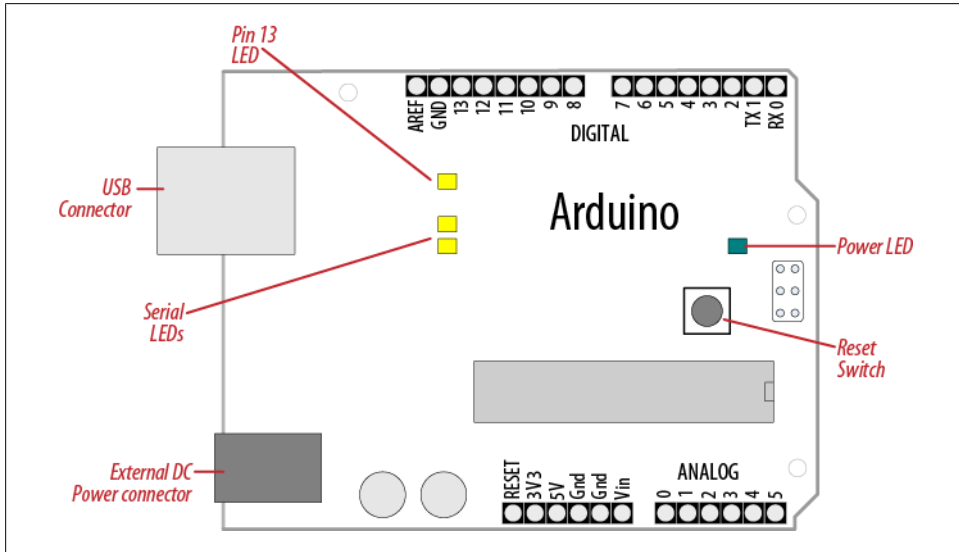 Pin 13
LED
AREF
GND
13
12
11
10
9
8
7
6
5
4
3
2
TX 1
RX 0
DIGITAL
USB
Connector
Arduino
Power LED
Serial
LEDs
Reset
Switch
External DC
Power connector
RESET
3V3
5V
Gnd
Gnd
Vin
ANALOG
0
1
2
3
4
5